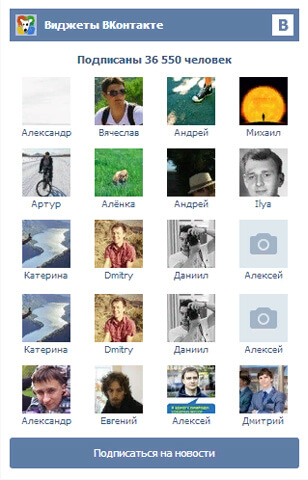 Виджеты ВКонтакте В
Подписаны 36 550 человек
Александр Вячеслав Андрей Михаил
Артур Алёнка Андрей Ilya
Катерина Dmitry Даниил Алексей
Катерина Dmitry Даниил Алексей
Александр Евгений Алексей Дмитрий
Подписаться на новости